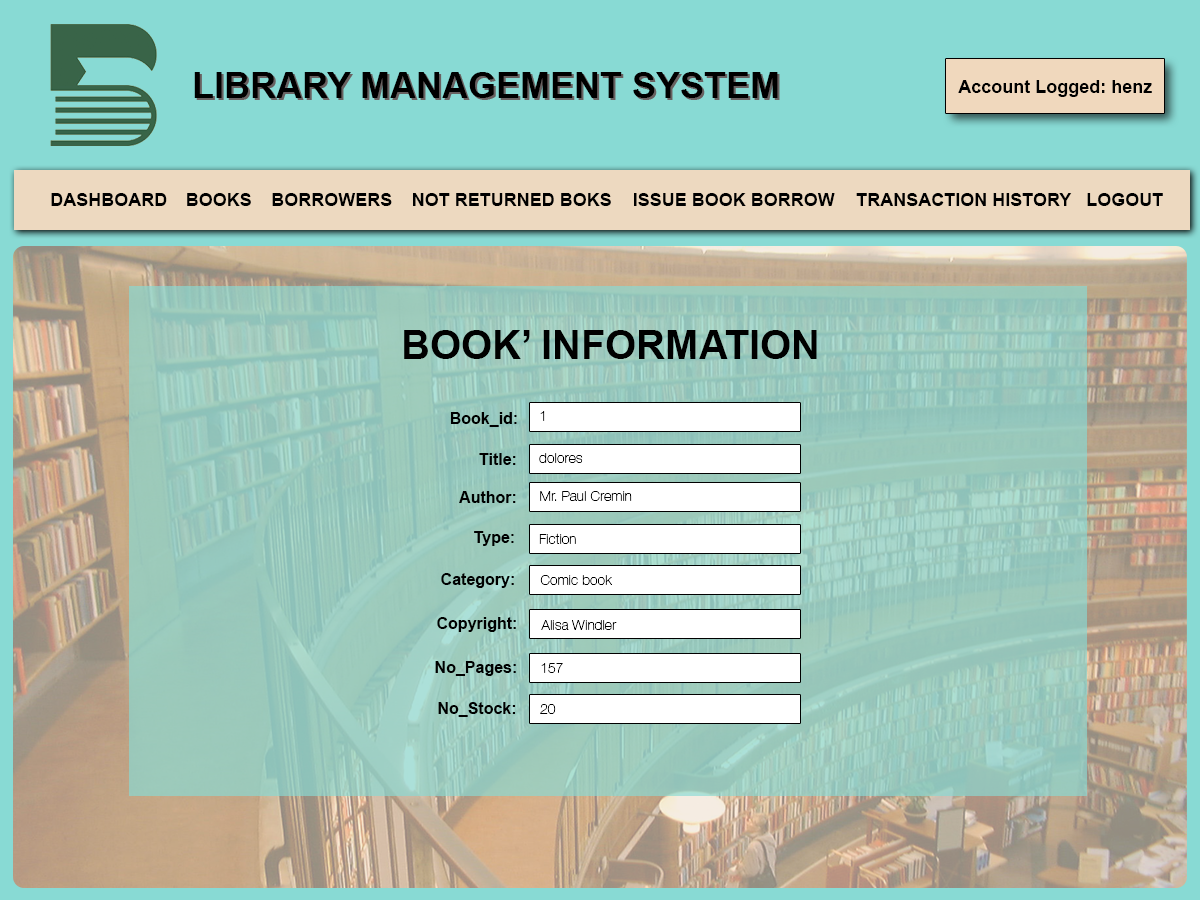 LIBRARY MANAGEMENT SYSTEM
Account Logged: henz
DASHBOARD BOOKS BORROWERS NOT RETURNED BOKS ISSUE BOOK BORROW TRANSACTION HISTORY LOGOUT
BOOK’ INFORMATION
Book_id: 1
Title: dolores
Author: Mr. Paul Cremin
Type: Fiction
Category: Comic book
Copyright: Alisa Windler
No_Pages: 157
No_Stock: 20